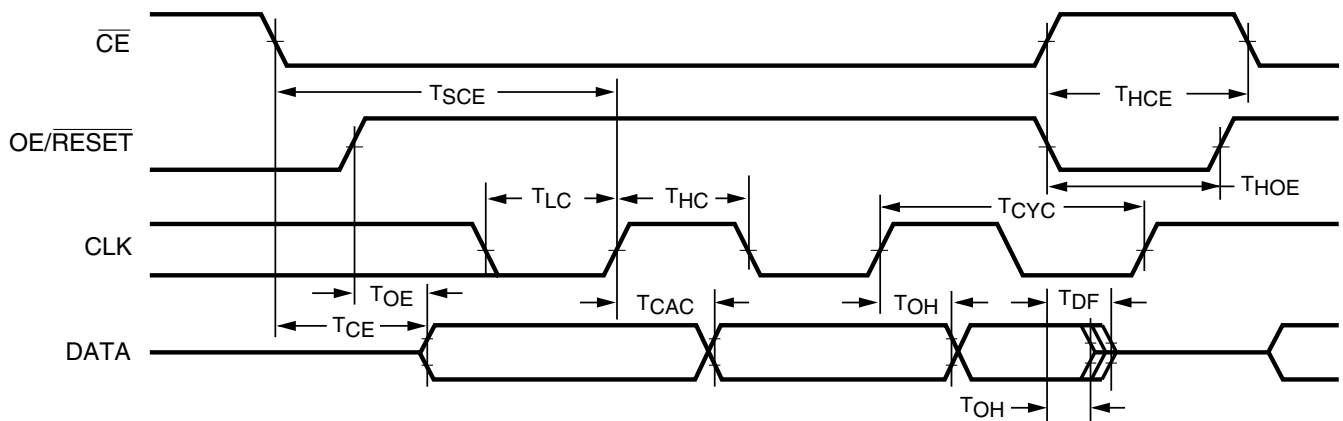 CE
TSCE
THCE
OE/RESET
TLC
THC
TCYC
THOE
CLK
TOE
TCAC
TOH
TDF
TCE
DATA
TOH